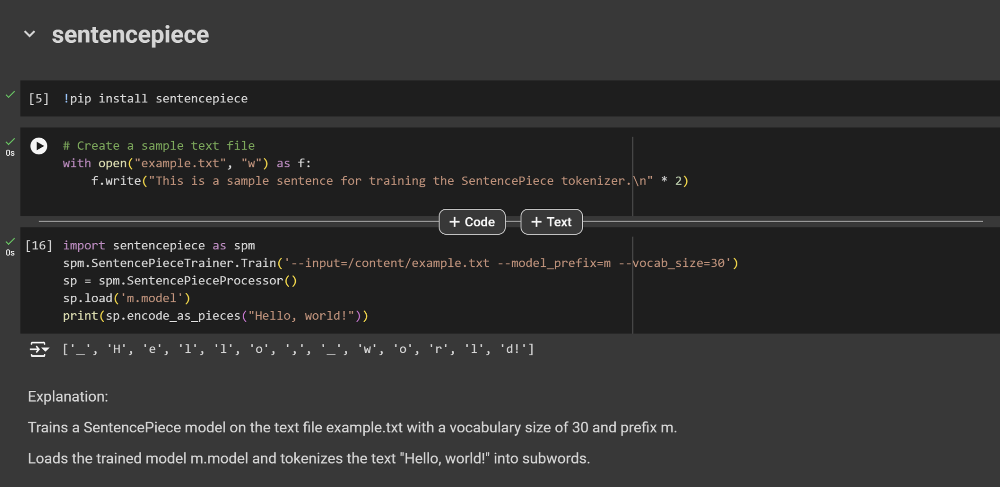 sentencepiece
[5] !pip install sentencepiece
0s
# Create a sample text file
with open("example.txt", "w") as f:
    f.write("This is a sample sentence for training the SentencePiece tokenizer.\n" * 2)
+ Code + Text
0s
[16] import sentencepiece as spm
spm.SentencePieceTrainer.Train('--input=/content/example.txt --model_prefix=m --vocab_size=30')
sp = spm.SentencePieceProcessor()
sp.load('m.model')
print(sp.encode_as_pieces("Hello, world!"))
['▁', 'H', 'e', 'l', 'l', 'o', ',', '▁', 'w', 'o', 'r', 'l', 'd!']
Explanation:
Trains a SentencePiece model on the text file example.txt with a vocabulary size of 30 and prefix m.
Loads the trained model m.model and tokenizes the text "Hello, world!" into subwords.